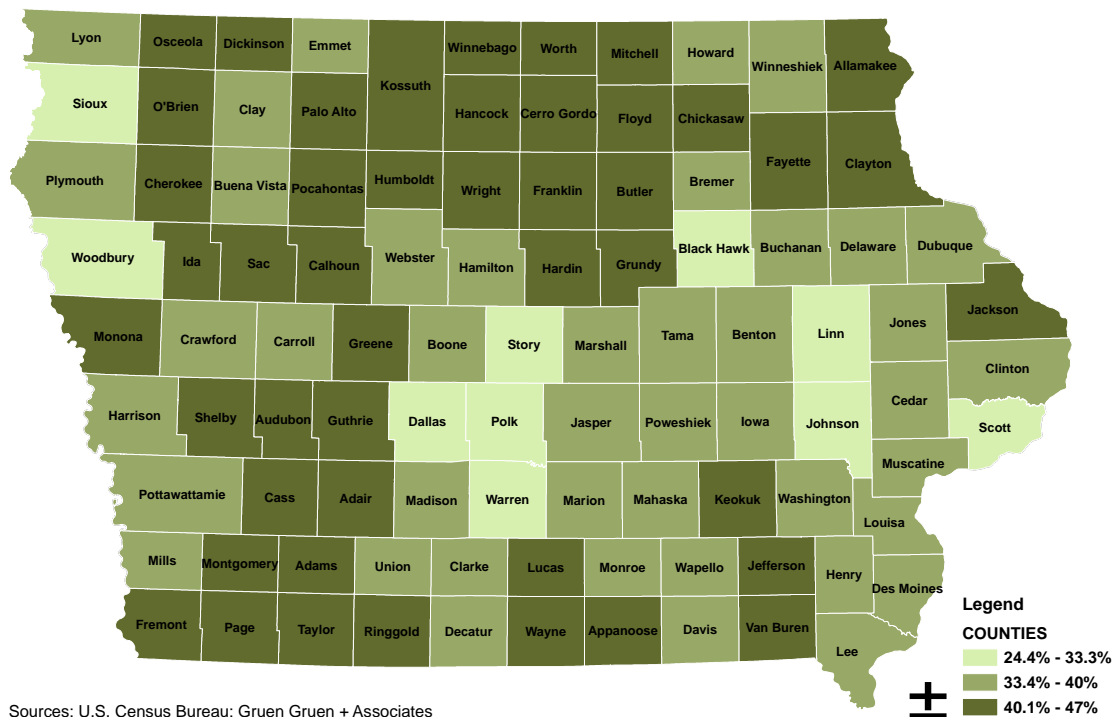 Lyon Osceola Dickinson Emmet Winnebago Worth Mitchell Howard Winneshiek Allamakee
Kossuth
Sioux O'Brien Clay Palo Alto Hancock Cerro Gordo Floyd Chickasaw
Fayette Clayton
Plymouth Cherokee Buena Vista Pocahontas Humboldt Wright Franklin Butler Bremer
Woodbury Ida Sac Calhoun Webster Hamilton Hardin Grundy Black Hawk Buchanan Delaware Dubuque
Monona Crawford Carroll Greene Boone Story Marshall Tama Benton Linn Jones Jackson
Clinton
Harrison Shelby Audubon Guthrie Dallas Polk Jasper Poweshiek Iowa Johnson Cedar Scott
Muscatine
Pottawattamie Cass Adair Madison Warren Marion Mahaska Keokuk Washington
Louisa
Mills Montgomery Adams Union Clarke Lucas Monroe Wapello Jefferson Henry Des Moines
Fremont Page Taylor Ringgold Decatur Wayne Appanoose Davis Van Buren Lee
Legend
COUNTIES
24.4% - 33.3%
33.4% - 40%
40.1% - 47%
Sources: U.S. Census Bureau; Gruen Gruen + Associates